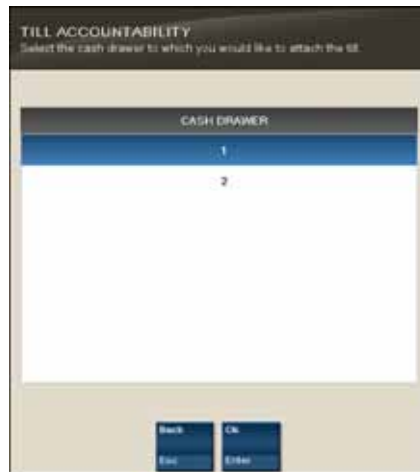 TILL ACCOUNTABILITY
Select the cash drawer to which you would like to attach the till.
CASH DRAWER
1
2
Back Ok
Esc Enter